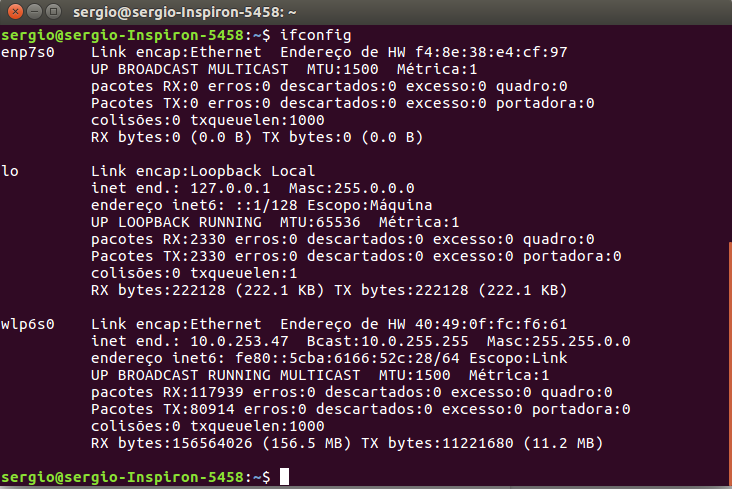 sergio@sergio-Inspiron-5458: ~
sergio@sergio-Inspiron-5458:~$ ifconfig
enp7s0    Link encap:Ethernet  Endereço de HW f4:8e:38:e4:cf:97
          UP BROADCAST MULTICAST  MTU:1500  Métrica:1
          pacotes RX:0 erros:0 descartados:0 excesso:0 quadro:0
          Pacotes TX:0 erros:0 descartados:0 excesso:0 portadora:0
          colisões:0 txqueuelen:1000
          RX bytes:0 (0.0 B) TX bytes:0 (0.0 B)
lo        Link encap:Loopback Local
          inet end.: 127.0.0.1  Masc:255.0.0.0
          endereço inet6: ::1/128 Escopo:Máquina
          UP LOOPBACK RUNNING  MTU:65536  Métrica:1
          pacotes RX:2330 erros:0 descartados:0 excesso:0 quadro:0
          Pacotes TX:2330 erros:0 descartados:0 excesso:0 portadora:0
          colisões:0 txqueuelen:1
          RX bytes:222128 (222.1 KB) TX bytes:222128 (222.1 KB)
wlp6s0    Link encap:Ethernet  Endereço de HW 40:49:0f:fc:f6:61
          inet end.: 10.0.253.47  Bcast:10.0.255.255  Masc:255.255.0.0
          endereço inet6: fe80::5cba:6166:52c:28/64 Escopo:Link
          UP BROADCAST RUNNING MULTICAST  MTU:1500  Métrica:1
          pacotes RX:117939 erros:0 descartados:0 excesso:0 quadro:0
          Pacotes TX:80914 erros:0 descartados:0 excesso:0 portadora:0
          colisões:0 txqueuelen:1000
          RX bytes:156564026 (156.5 MB) TX bytes:11221680 (11.2 MB)
sergio@sergio-Inspiron-5458:~$